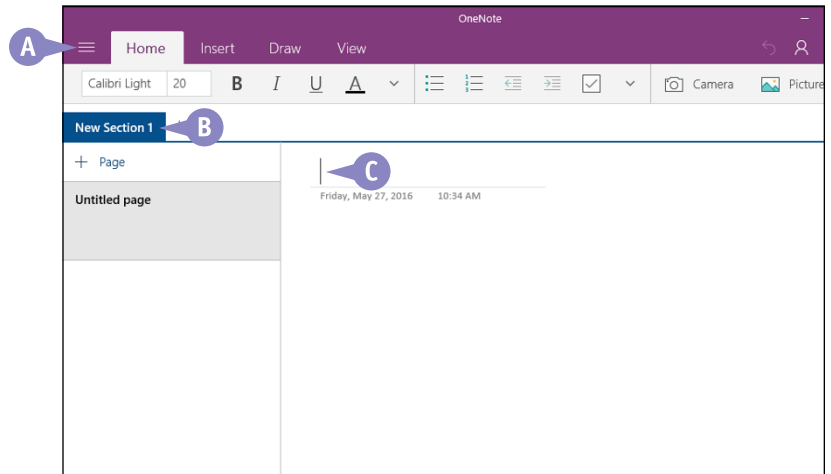 OneNote
A
Home Insert Draw View
Calibri Light 20 B I U A Camera Picture
New Section 1 B
+ Page
C
Untitled page
Friday, May 27, 2016 10:34 AM